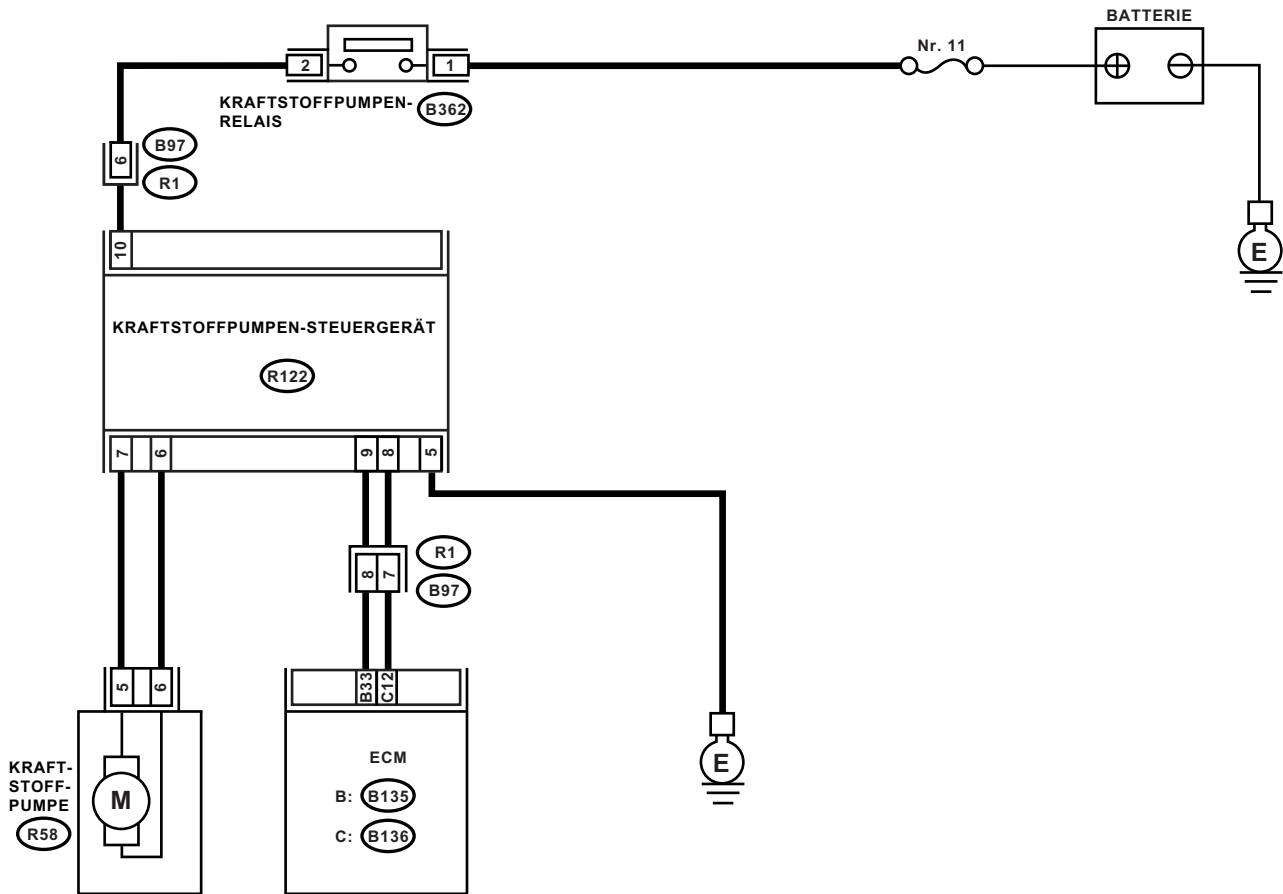 BATTERIE
Nr. 11
2
1
KRAFTSTOFFPUMPEN-
RELAIS
B362
6
B97
R1
E
10
KRAFTSTOFFPUMPEN-STEUERGERÄT
R122
7
6
9
8
5
R1
8
7
B97
5
6
B33
C12
E
ECM
B: B135
C: B136
KRAFT-
STOFF-
PUMPE
R58
M